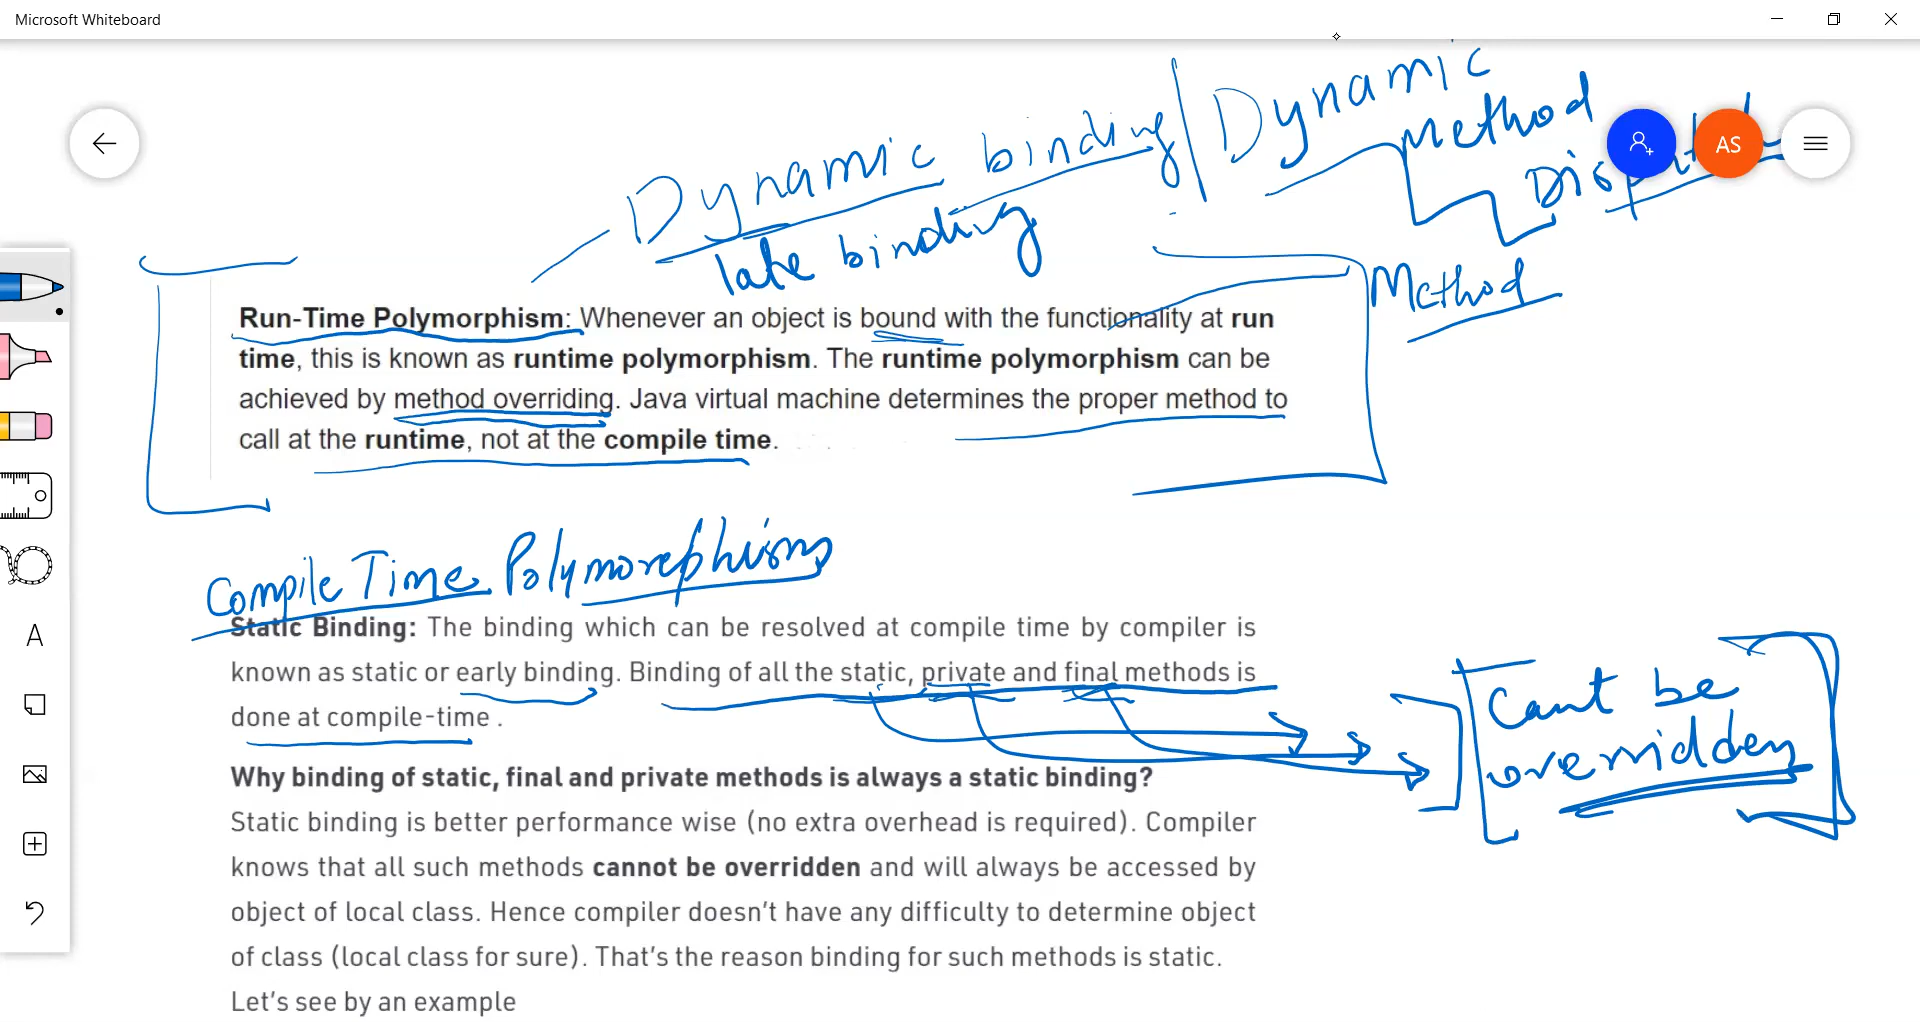 Microsoft Whiteboard
Dynamic binding / Dynamic
Method
late binding
AS
Method
Run-Time Polymorphism: Whenever an object is bound with the functionality at run
time, this is known as runtime polymorphism. The runtime polymorphism can be
achieved by method overriding. Java virtual machine determines the proper method to
call at the runtime, not at the compile time.
Compile Time Polymorephism
Static Binding: The binding which can be resolved at compile time by compiler is
known as static or early binding. Binding of all the static, private and final methods is
done at compile-time .
Cant be
overridden
Why binding of static, final and private methods is always a static binding?
Static binding is better performance wise (no extra overhead is required). Compiler
knows that all such methods cannot be overridden and will always be accessed by
object of local class. Hence compiler doesn't have any difficulty to determine object
of class (local class for sure). That's the reason binding for such methods is static.
Let's see by an example
A